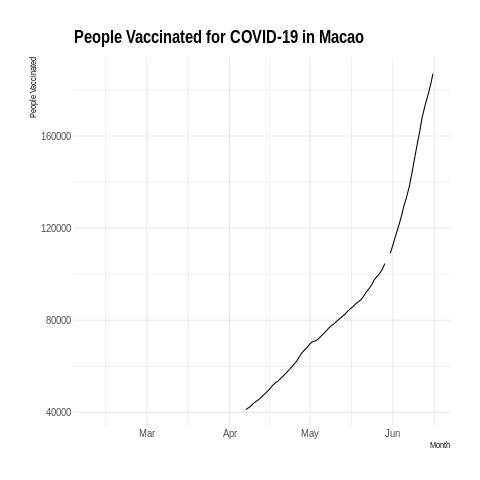 People Vaccinated for COVID-19 in Macao
People Vaccinated
160000
120000
80000
40000
Mar Apr May Jun
Month